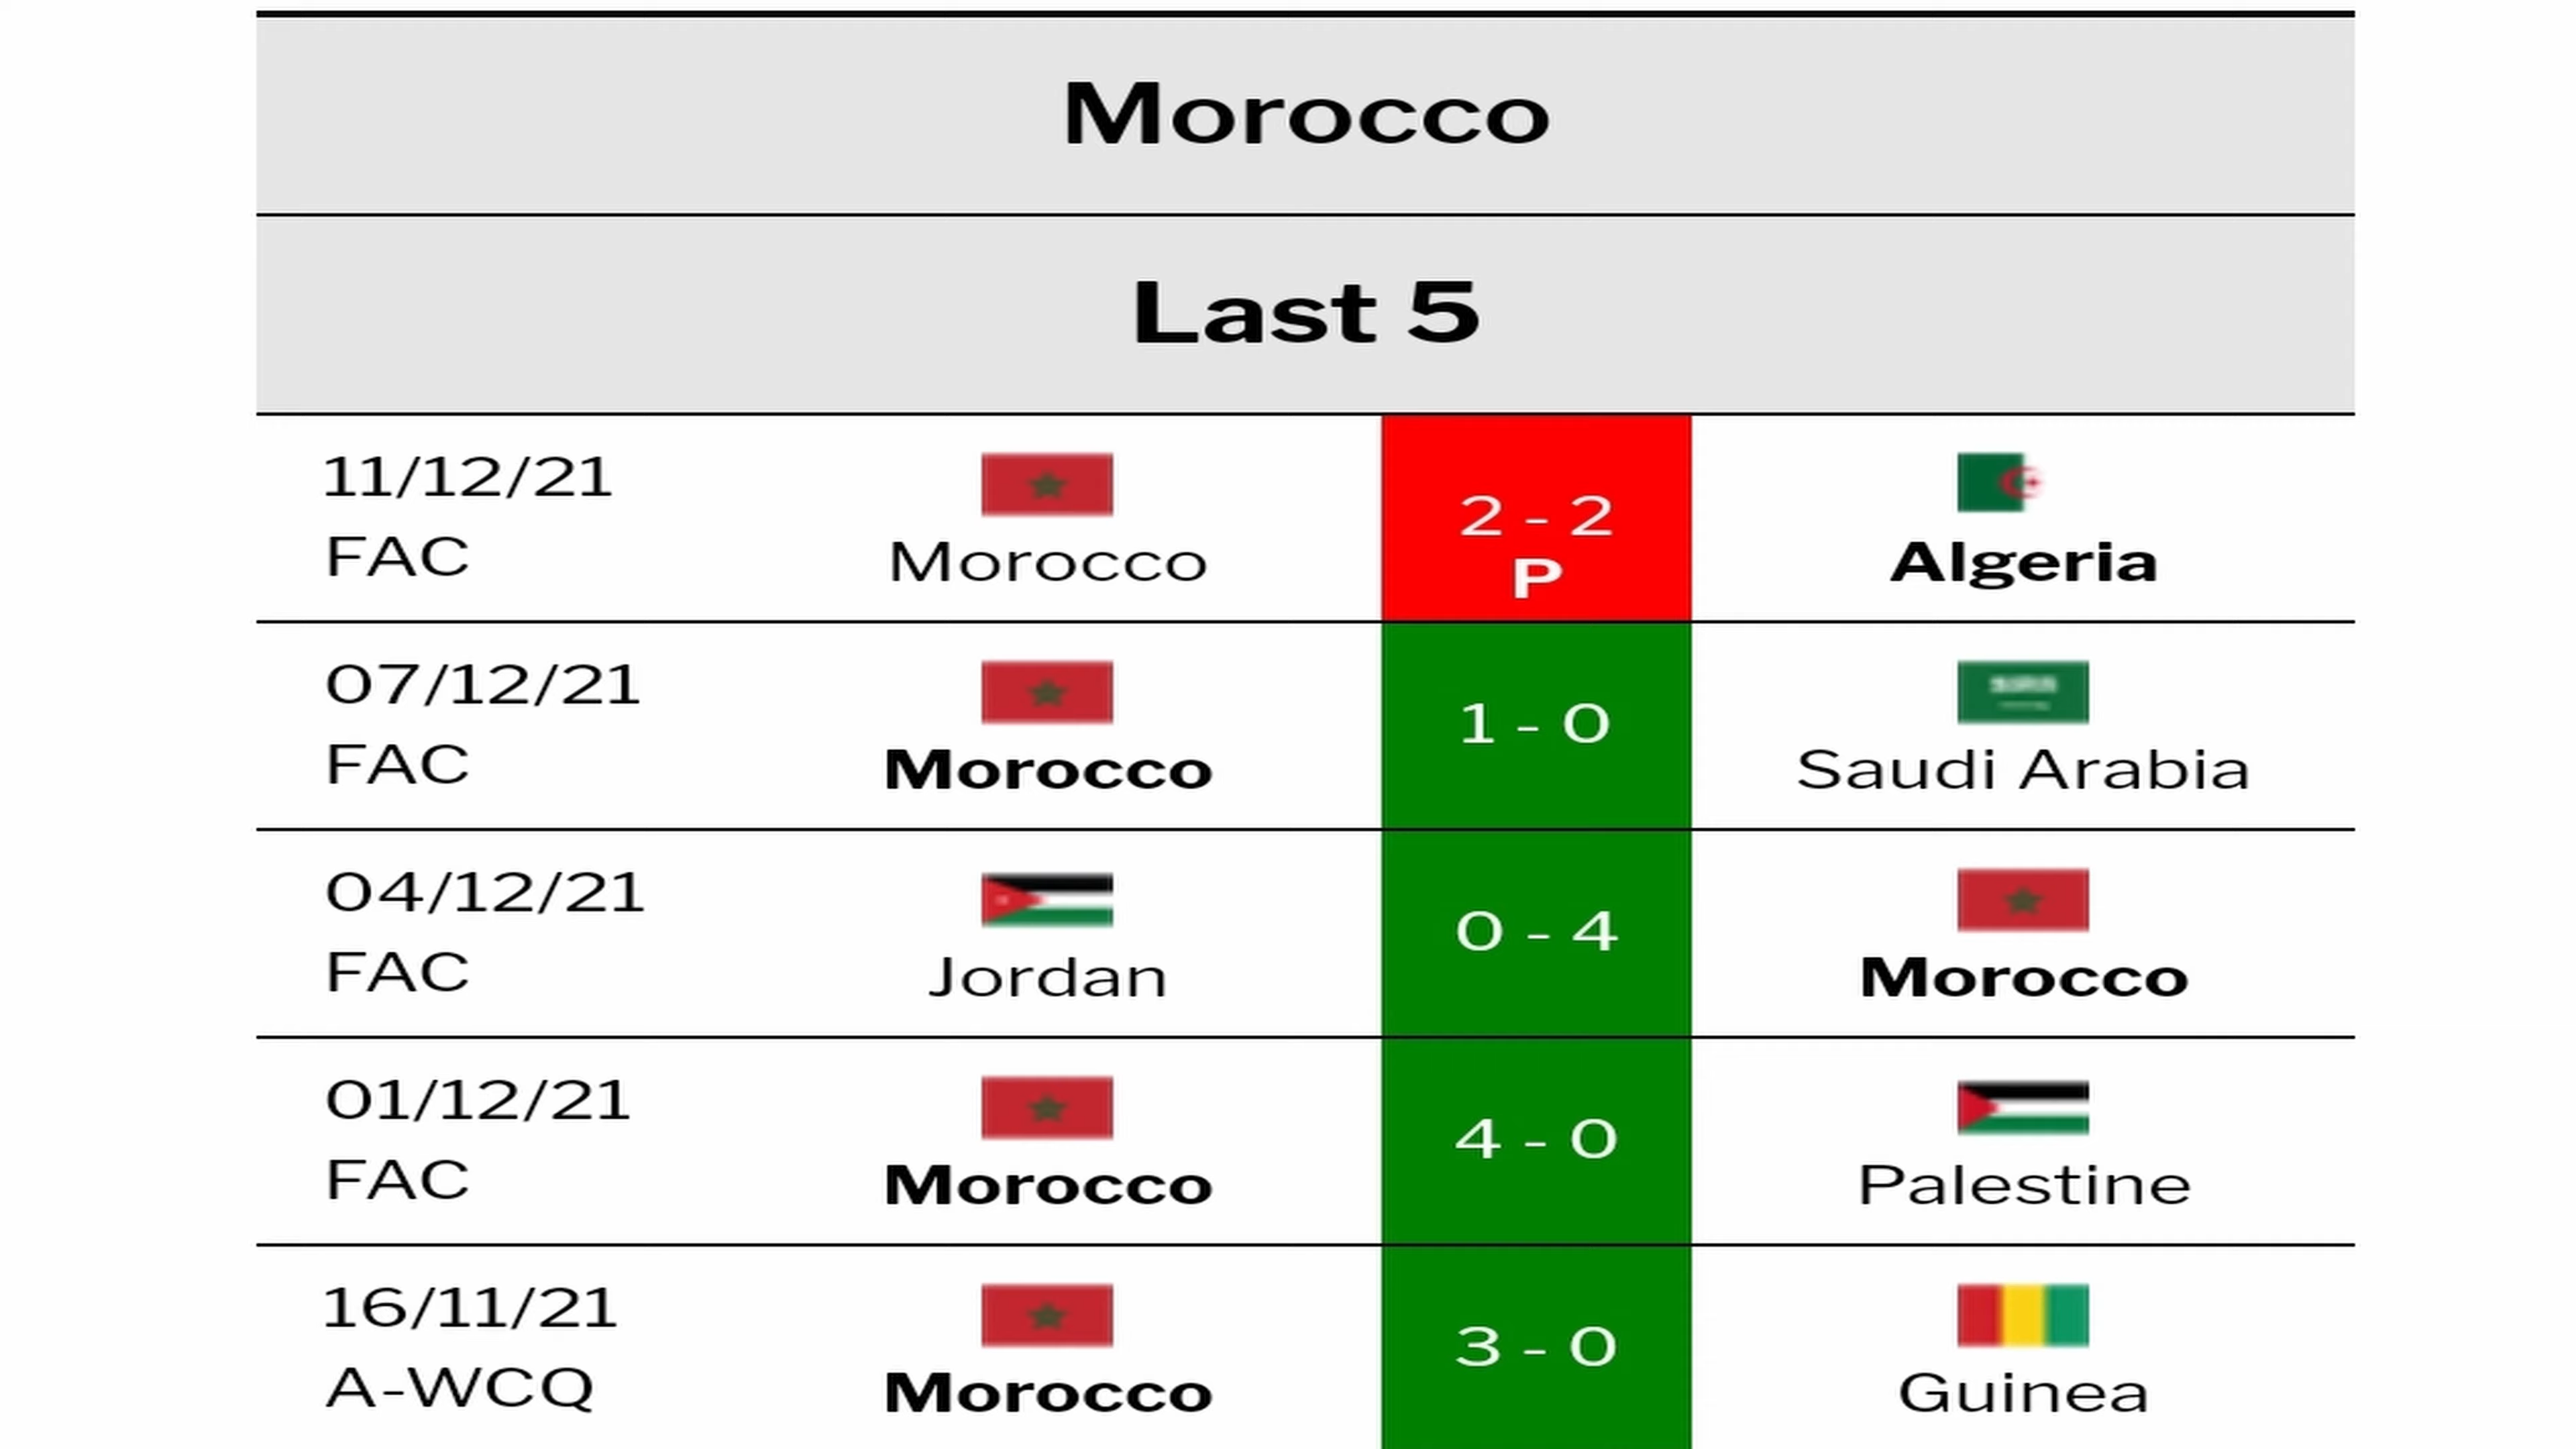 Morocco
Last 5
11/12/21
FAC
Morocco
2 - 2
P
Algeria
07/12/21
FAC
Morocco
1 - 0
Saudi Arabia
04/12/21
FAC
Jordan
0 - 4
Morocco
01/12/21
FAC
Morocco
4 - 0
Palestine
16/11/21
A-WCQ
Morocco
3 - 0
Guinea